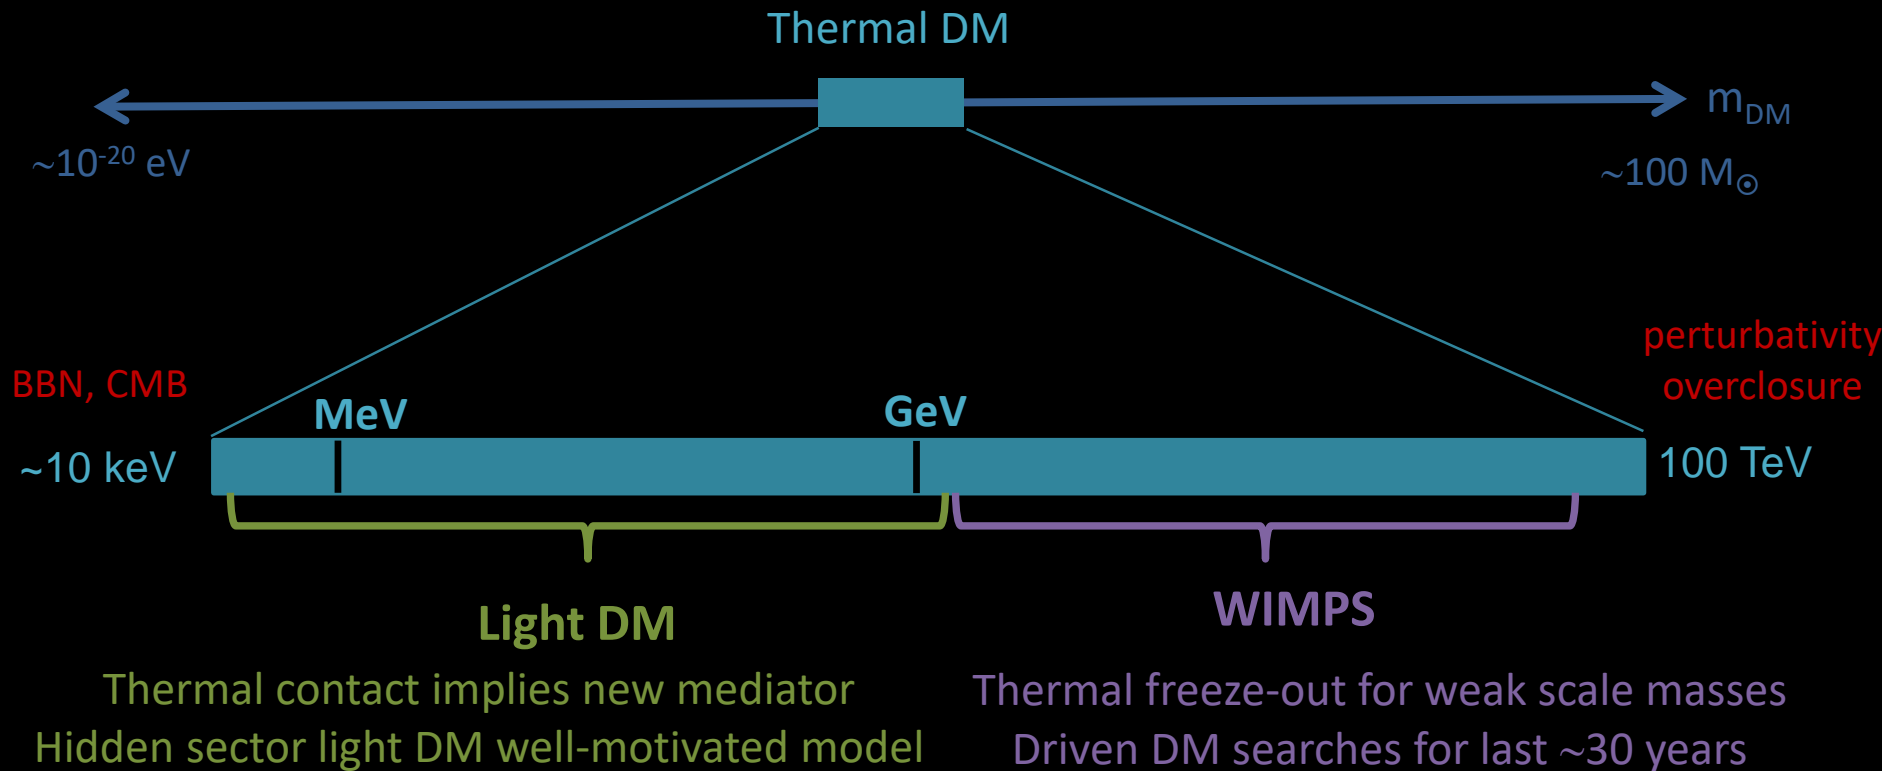 Thermal DM
m_DM
~10⁻²⁰ eV
~100 M☉
perturbativity
overclosure
BBN, CMB
MeV
GeV
~10 keV
100 TeV
Light DM
Thermal contact implies new mediator
Hidden sector light DM well-motivated model
WIMPS
Thermal freeze-out for weak scale masses
Driven DM searches for last ~30 years